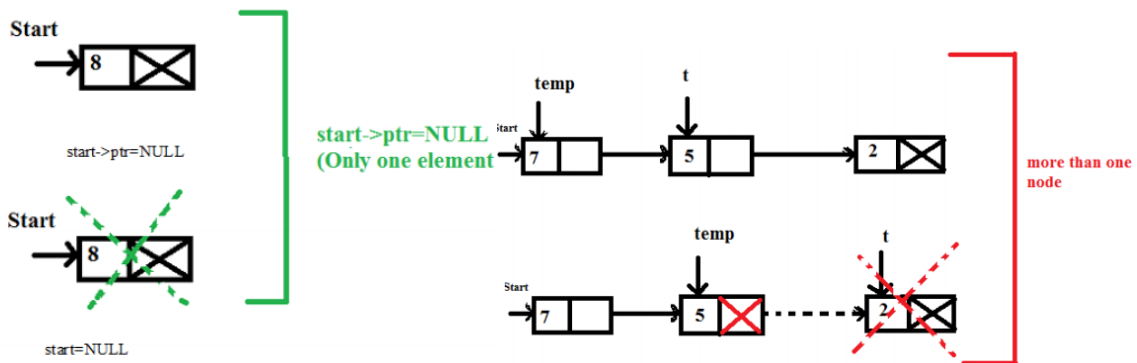 Start
8
start->ptr=NULL
Start
8
start=NULL
start->ptr=NULL
(Only one element
temp
t
Start
7
5
2
temp
t
Start
7
5
2
more than one
node